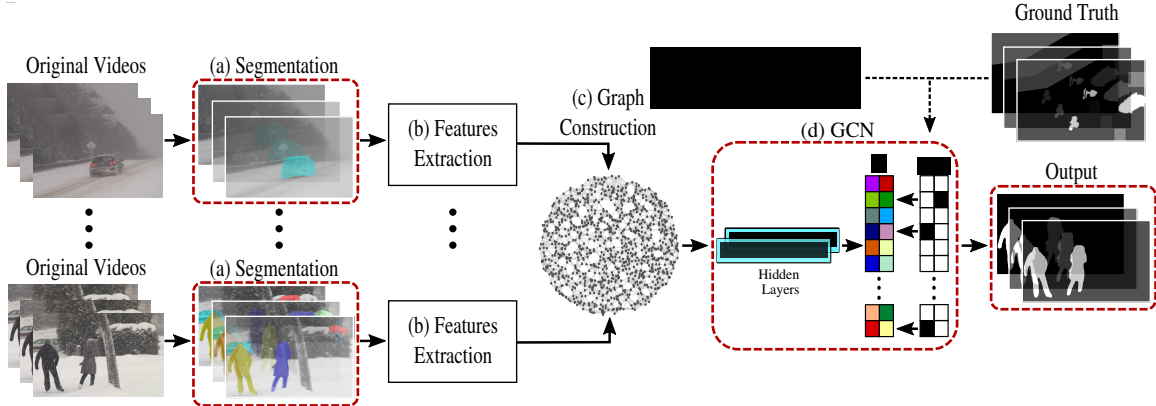 Ground Truth
Original Videos
(a) Segmentation
(b) Features
Extraction
(c) Graph
Construction
(d) GCN
Hidden
Layers
Output
Original Videos
(a) Segmentation
(b) Features
Extraction